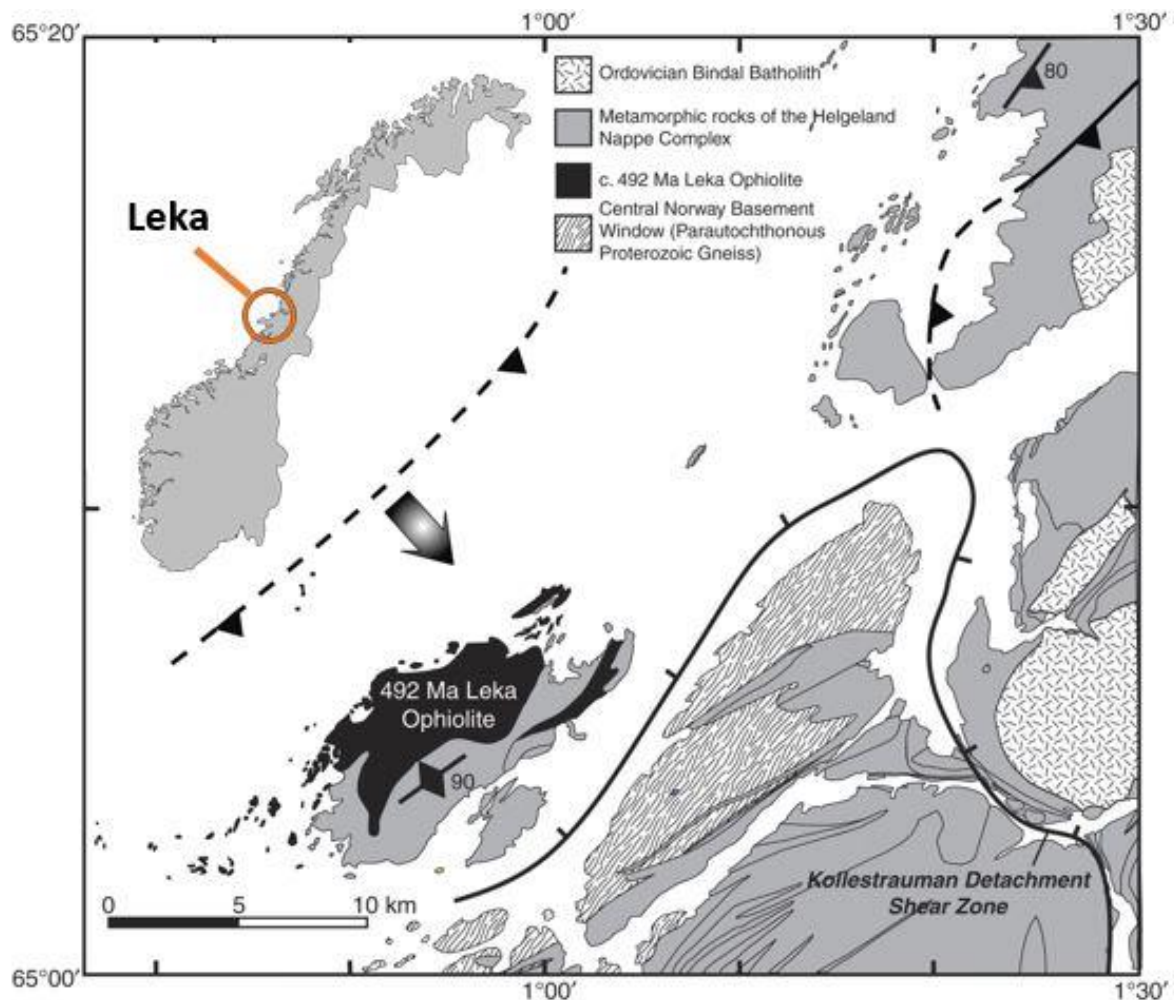 65°20′
1°00′
1°30′
Ordovician Bindal Batholith
Metamorphic rocks of the Helgeland
Nappe Complex
c. 492 Ma Leka Ophiolite
Central Norway Basement
Window (Parautochthonous
Proterozoic Gneiss)
80
Leka
492 Ma Leka
Ophiolite
90
Kollestrauman Detachment
Shear Zone
0 5 10 km
65°00′
1°00′
1°30′